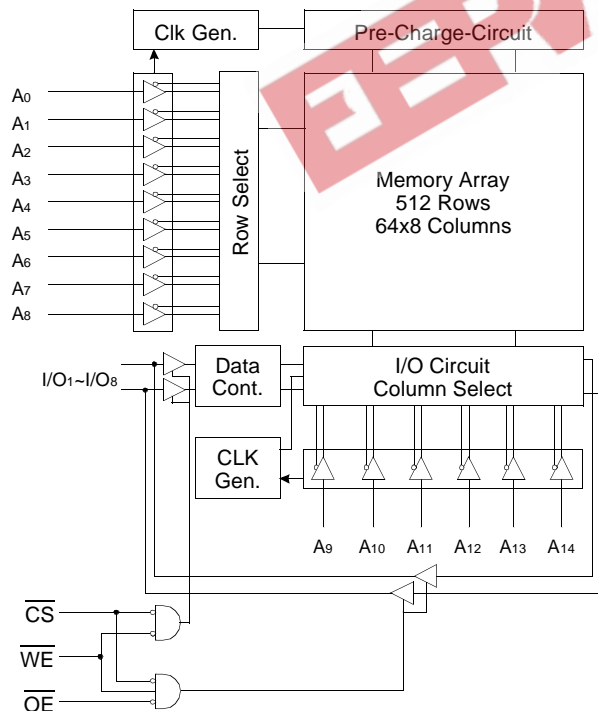 Clk Gen.
Pre-Charge-Circuit
A0
A1
A2
A3
A4
A5
A6
A7
A8
Row Select
Memory Array
512 Rows
64x8 Columns
I/O1~I/O8
Data
Cont.
I/O Circuit
Column Select
CLK
Gen.
A9 A10 A11 A12 A13 A14
CS
WE
OE